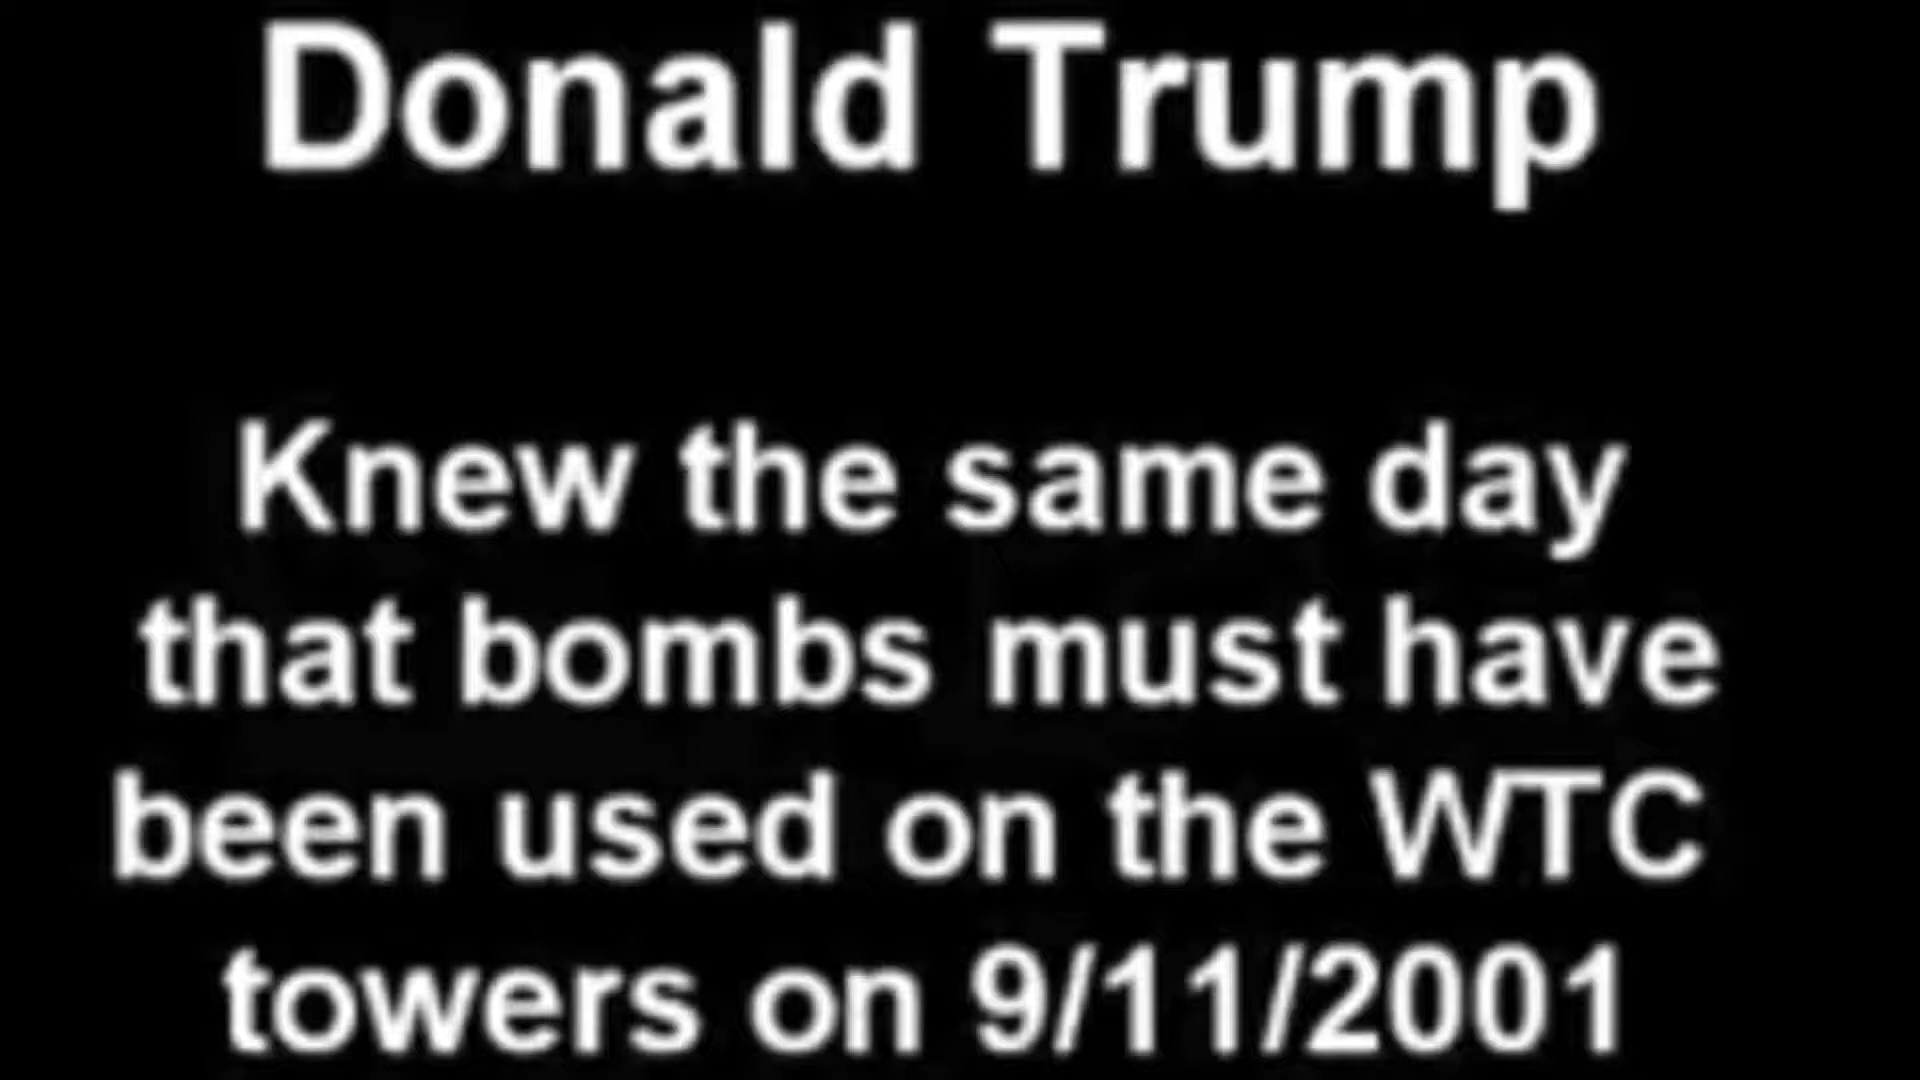 Donald Trump
Knew the same day
that bombs must have
been used on the WTC
towers on 9/11/2001